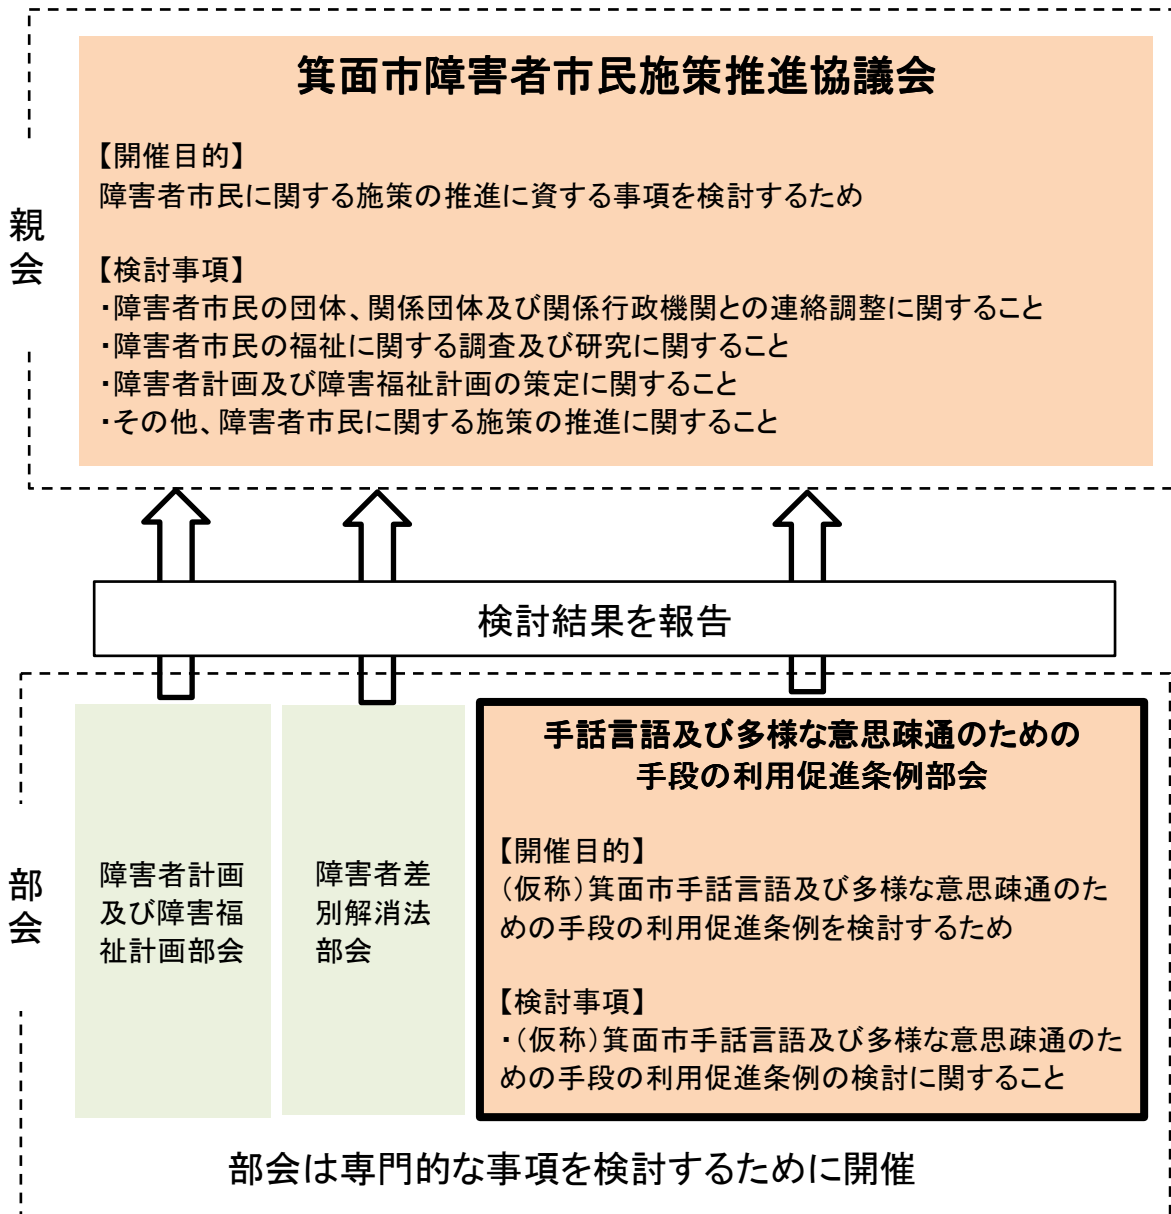 箕面市障害者市民施策推進協議会
【開催目的】
障害者市民に関する施策の推進に資する事項を検討するため
【検討事項】
・障害者市民の団体、関係団体及び関係行政機関との連絡調整に関すること
・障害者市民の福祉に関する調査及び研究に関すること
・障害者計画及び障害福祉計画の策定に関すること
・その他、障害者市民に関する施策の推進に関すること
親会
検討結果を報告
部会
障害者計画
及び障害福
祉計画部会
障害者差
別解消法
部会
手話言語及び多様な意思疎通のための
手段の利用促進条例部会
【開催目的】
（仮称）箕面市手話言語及び多様な意思疎通のた
めの手段の利用促進条例を検討するため
【検討事項】
・（仮称）箕面市手話言語及び多様な意思疎通のた
めの手段の利用促進条例の検討に関すること
部会は専門的な事項を検討するために開催